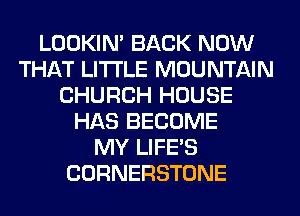 LOOKIN' BACK NOW
THAT LITTLE MOUNTAIN
CHURCH HOUSE
HAS BECOME
MY LIFE'S
CORNERSTONE